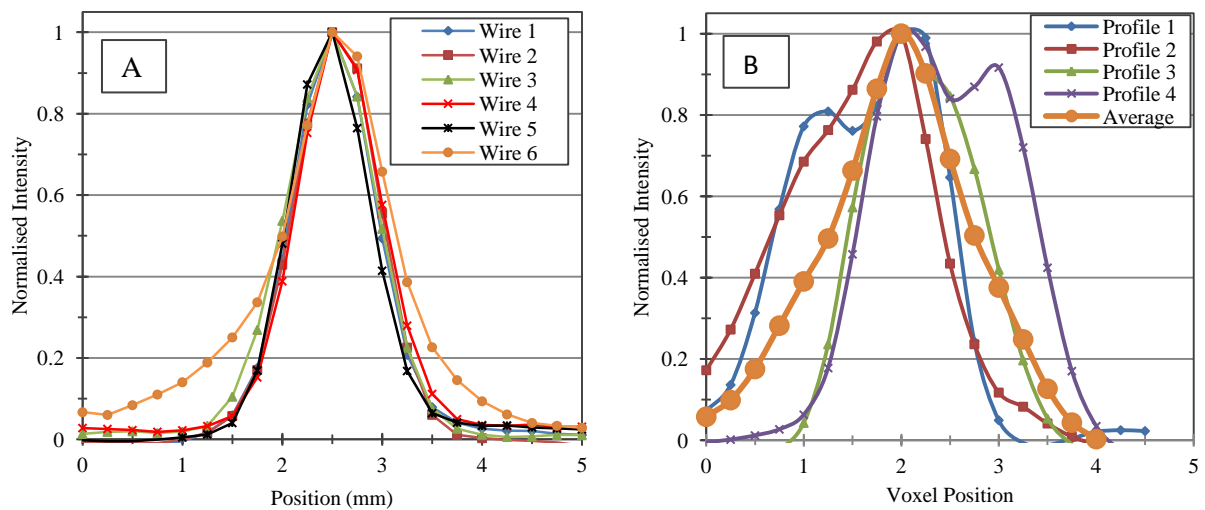 A
Wire 1
Wire 2
Wire 3
Wire 4
Wire 5
Wire 6
Normalised Intensity
1
0.8
0.6
0.4
0.2
0
0 1 2 3 4 5
Position (mm)
B
Profile 1
Profile 2
Profile 3
Profile 4
Average
Normalised Intensity
1
0.8
0.6
0.4
0.2
0
0 1 2 3 4 5
Voxel Position